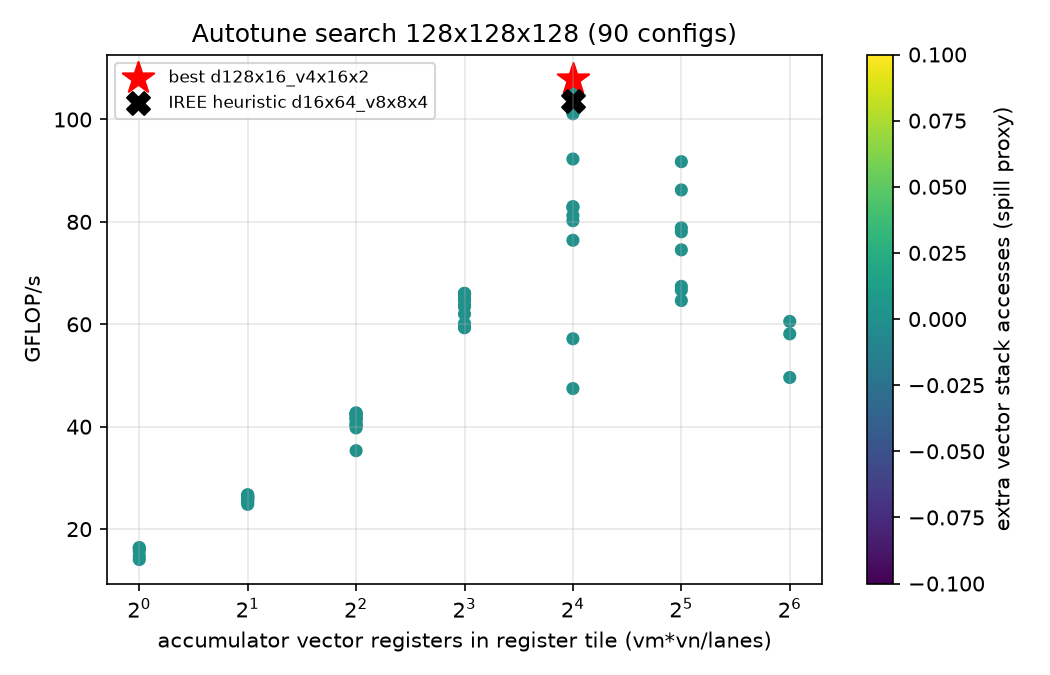 Autotune search 128x128x128 (90 configs)
best d128x16_v4x16x2
IREE heuristic d16x64_v8x8x4
GFLOP/s
100
80
60
40
20
2^0 2^1 2^2 2^3 2^4 2^5 2^6
accumulator vector registers in register tile (vm*vn/lanes)
0.100
0.075
0.050
0.025
0.000
−0.025
−0.050
−0.075
−0.100
extra vector stack accesses (spill proxy)